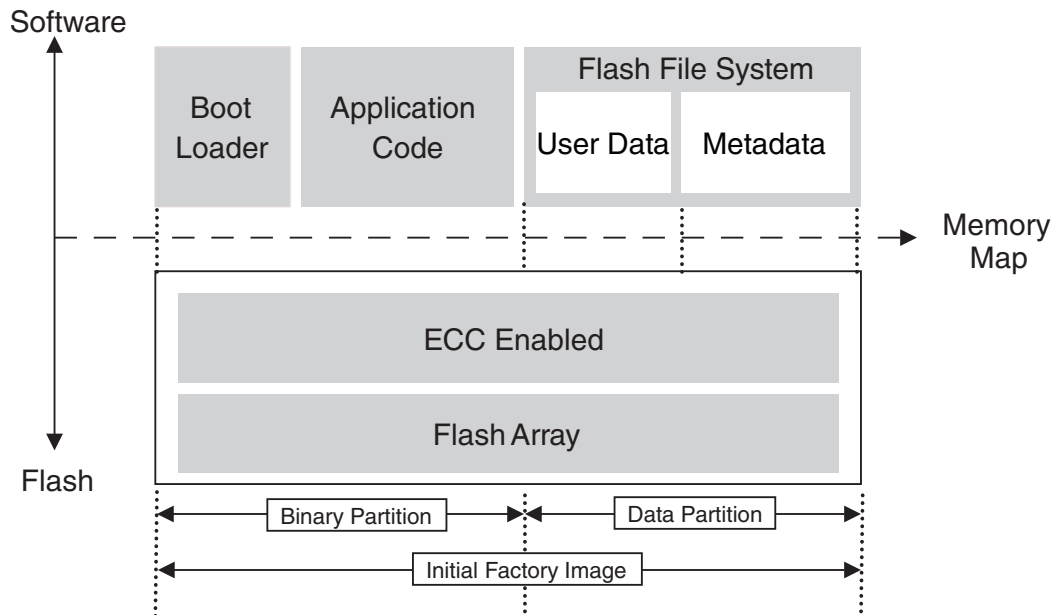 Software
Boot
Loader
Application
Code
Flash File System
User Data
Metadata
Memory
Map
ECC Enabled
Flash Array
Flash
Binary Partition
Data Partition
Initial Factory Image